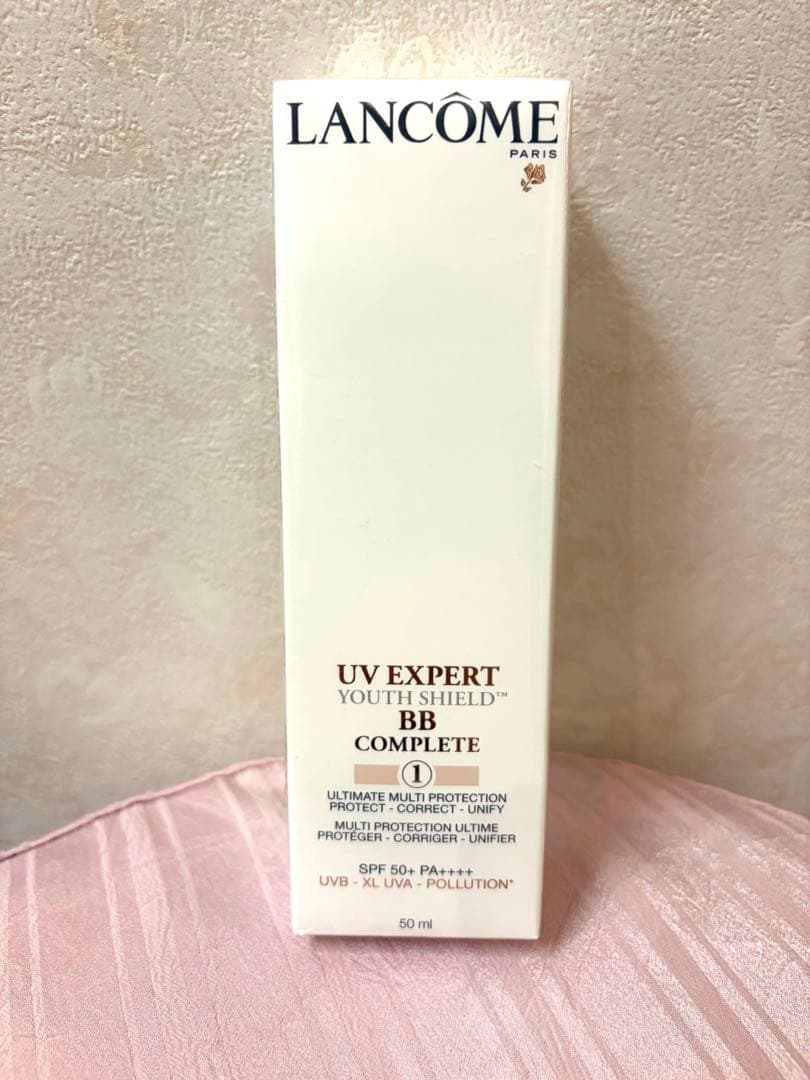 LANCÔME
PARIS
UV EXPERT
YOUTH SHIELD™
BB
COMPLETE
1
ULTIMATE MULTI PROTECTION
PROTECT - CORRECT - UNIFY
MULTI PROTECTION ULTIME
PROTÉGER - CORRIGER - UNIFIER
SPF 50+ PA++++
UVB - XL UVA - POLLUTION*
50 ml